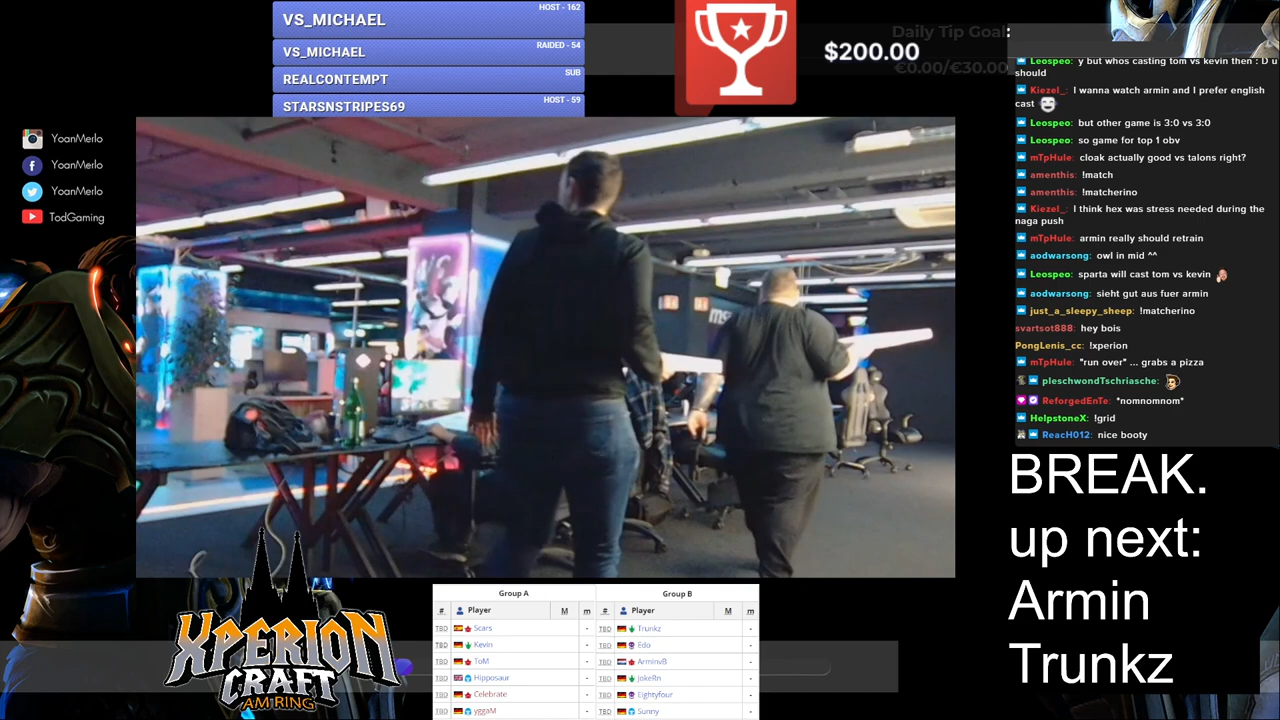 VS_MICHAEL
HOST - 162
VS_MICHAEL
RAIDED - 54
REALCONTEMPT
SUB
STARSNSTRIPES69
HOST - 59
$200.00
Daily Tip Goal:
€0.00/€30.00
YoanMerlo
YoanMerlo
YoanMerlo
TodGaming
Leospeo: y but whos casting tom vs kevin then : D u
should
Kiezel_: I wanna watch armin and I prefer english
cast
Leospeo: but other game is 3:0 vs 3:0
Leospeo: so game for top 1 obv
mTpHule: cloak actually good vs talons right?
amenthis: !match
amenthis: !matcherino
Kiezel_: I think hex was stress needed during the
naga push
mTpHule: armin really should retrain
aodwarsong: owl in mid ^^
Leospeo: sparta will cast tom vs kevin
aodwarsong: sieht gut aus fuer armin
just_a_sleepy_sheep: !matcherino
svartsot888: hey bois
PongLenis_cc: !xperion
mTpHule: "run over" ... grabs a pizza
pleschwondTschriasche:
ReforgedEnTe: *nomnomnom*
HelpstoneX: !grid
ReacH012: nice booty
BREAK.
up next:
Armin
Trunkz
XPERION
CRAFT
AM RING
Group A
# Player M m
TBD Scars -
TBD Kevin -
TBD ToM -
TBD Hipposaur -
TBD Celebrate -
TBD yggaM -
Group B
# Player M m
TBD Trunkz -
TBD Edo -
TBD Arminvß -
TBD JokeRn -
TBD Eightyfour -
TBD Sunny -